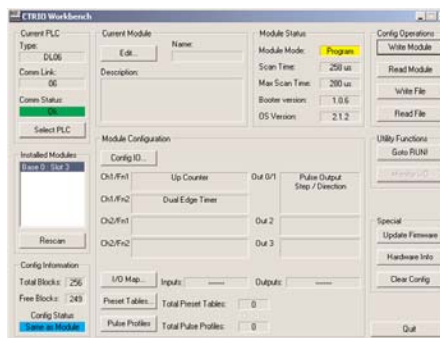 CTRIO Workbench
Current PLC
Type:
DL06
Comm Link:
06
Comm Status:
Ok
Select PLC
Installed Modules
Base 0 - Slot 3
Rescan
Config Information
Total Blocks: 256
Free Blocks: 249
Config Status
Same as Module
Current Module
Edit...
Name:
Description:
Module Status
Module Mode: Program
Scan Time: 250 us
Max Scan Time: 280 us
Booter version: 1.0.6
OS Version: 2.1.2
Module Configuration
Config IO...
Ch1/Fn1 Up Counter
Ch1/Fn2 Dual Edge Timer
Ch2/Fn1
Ch2/Fn2
Out 0/1 Pulse Output
Step / Direction
Out 2
Out 3
I/O Map... Inputs: ------ Outputs: ------
Preset Tables... Total Preset Tables: 0
Pulse Profiles Total Pulse Profiles: 0
Config Operations
Write Module
Read Module
Write File
Read File
Utility Functions
Goto RUN!
Monitor I/O
Special
Update Firmware
Hardware Info
Clear Config
Quit